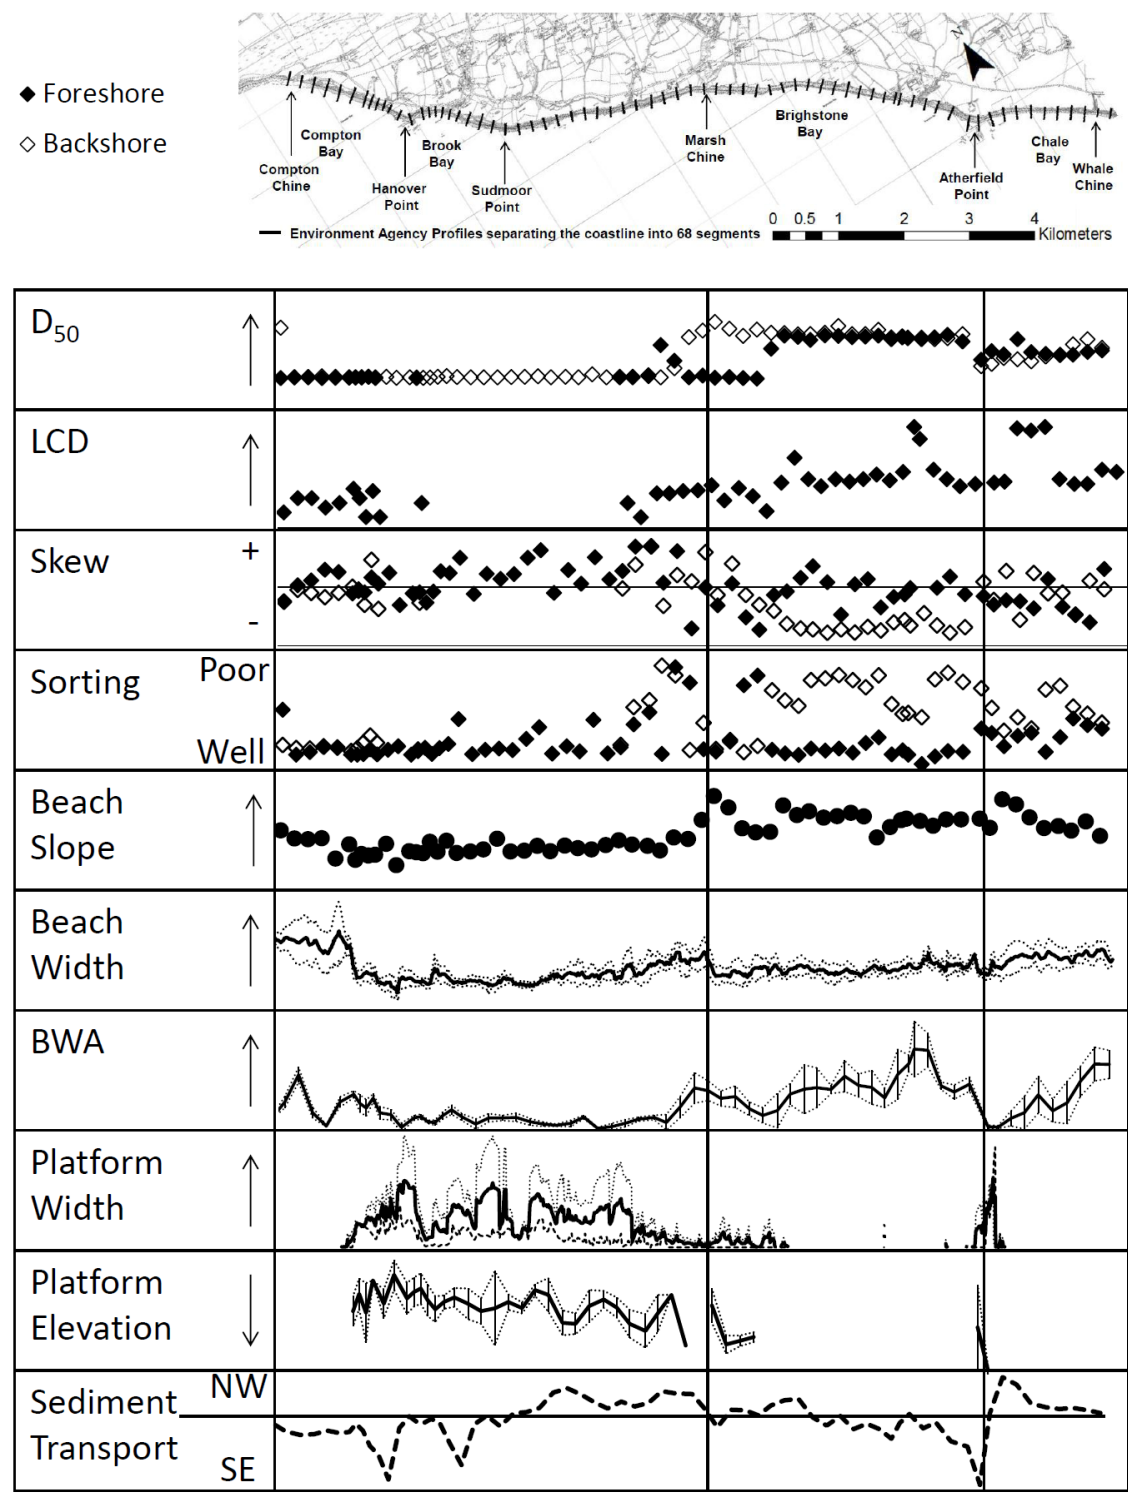 Foreshore
Backshore
N
Compton
Bay
Compton
Chine
Hanover
Point
Brook
Bay
Sudmoor
Point
Marsh
Chine
Brighstone
Bay
Atherfield
Point
Chale
Bay
Whale
Chine
Environment Agency Profiles separating the coastline into 68 segments
0 0.5 1 2 3 4
Kilometers
D50
LCD
Skew +
-
Sorting Poor
Well
Beach
Slope
Beach
Width
BWA
Platform
Width
Platform
Elevation
Sediment NW
Transport SE